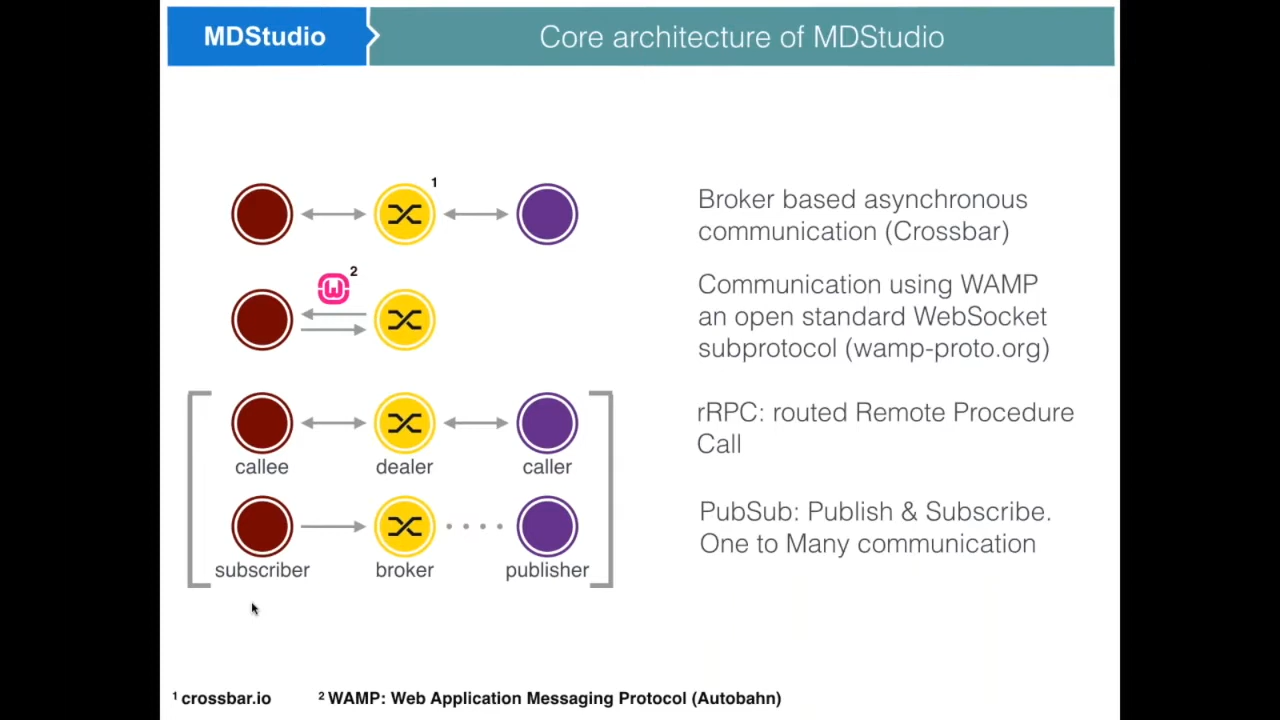 MDStudio
Core architecture of MDStudio
1
Broker based asynchronous
communication (Crossbar)
W
2
Communication using WAMP
an open standard WebSocket
subprotocol (wamp-proto.org)
callee
dealer
caller
rRPC: routed Remote Procedure
Call
subscriber
broker
publisher
PubSub: Publish & Subscribe.
One to Many communication
1 crossbar.io
2 WAMP: Web Application Messaging Protocol (Autobahn)